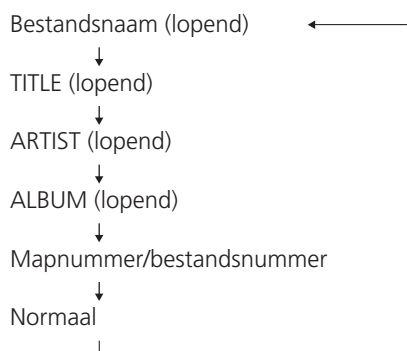 Bestandsnaam (lopend)
TITLE (lopend)
ARTIST (lopend)
ALBUM (lopend)
Mapnummer/bestandsnummer
Normaal